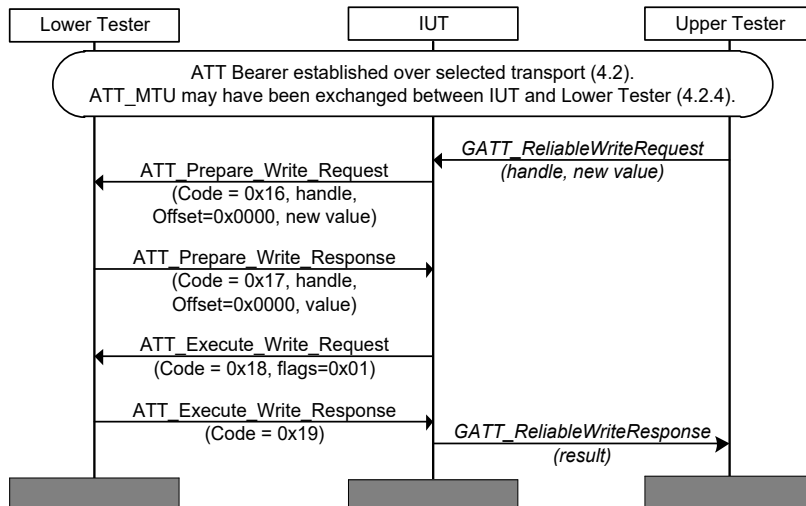 Lower Tester
IUT
Upper Tester
ATT Bearer established over selected transport (4.2).
ATT_MTU may have been exchanged between IUT and Lower Tester (4.2.4).
GATT_ReliableWriteRequest
(handle, new value)
ATT_Prepare_Write_Request
(Code = 0x16, handle,
Offset=0x0000, new value)
ATT_Prepare_Write_Response
(Code = 0x17, handle,
Offset=0x0000, value)
ATT_Execute_Write_Request
(Code = 0x18, flags=0x01)
ATT_Execute_Write_Response
(Code = 0x19)
GATT_ReliableWriteResponse
(result)